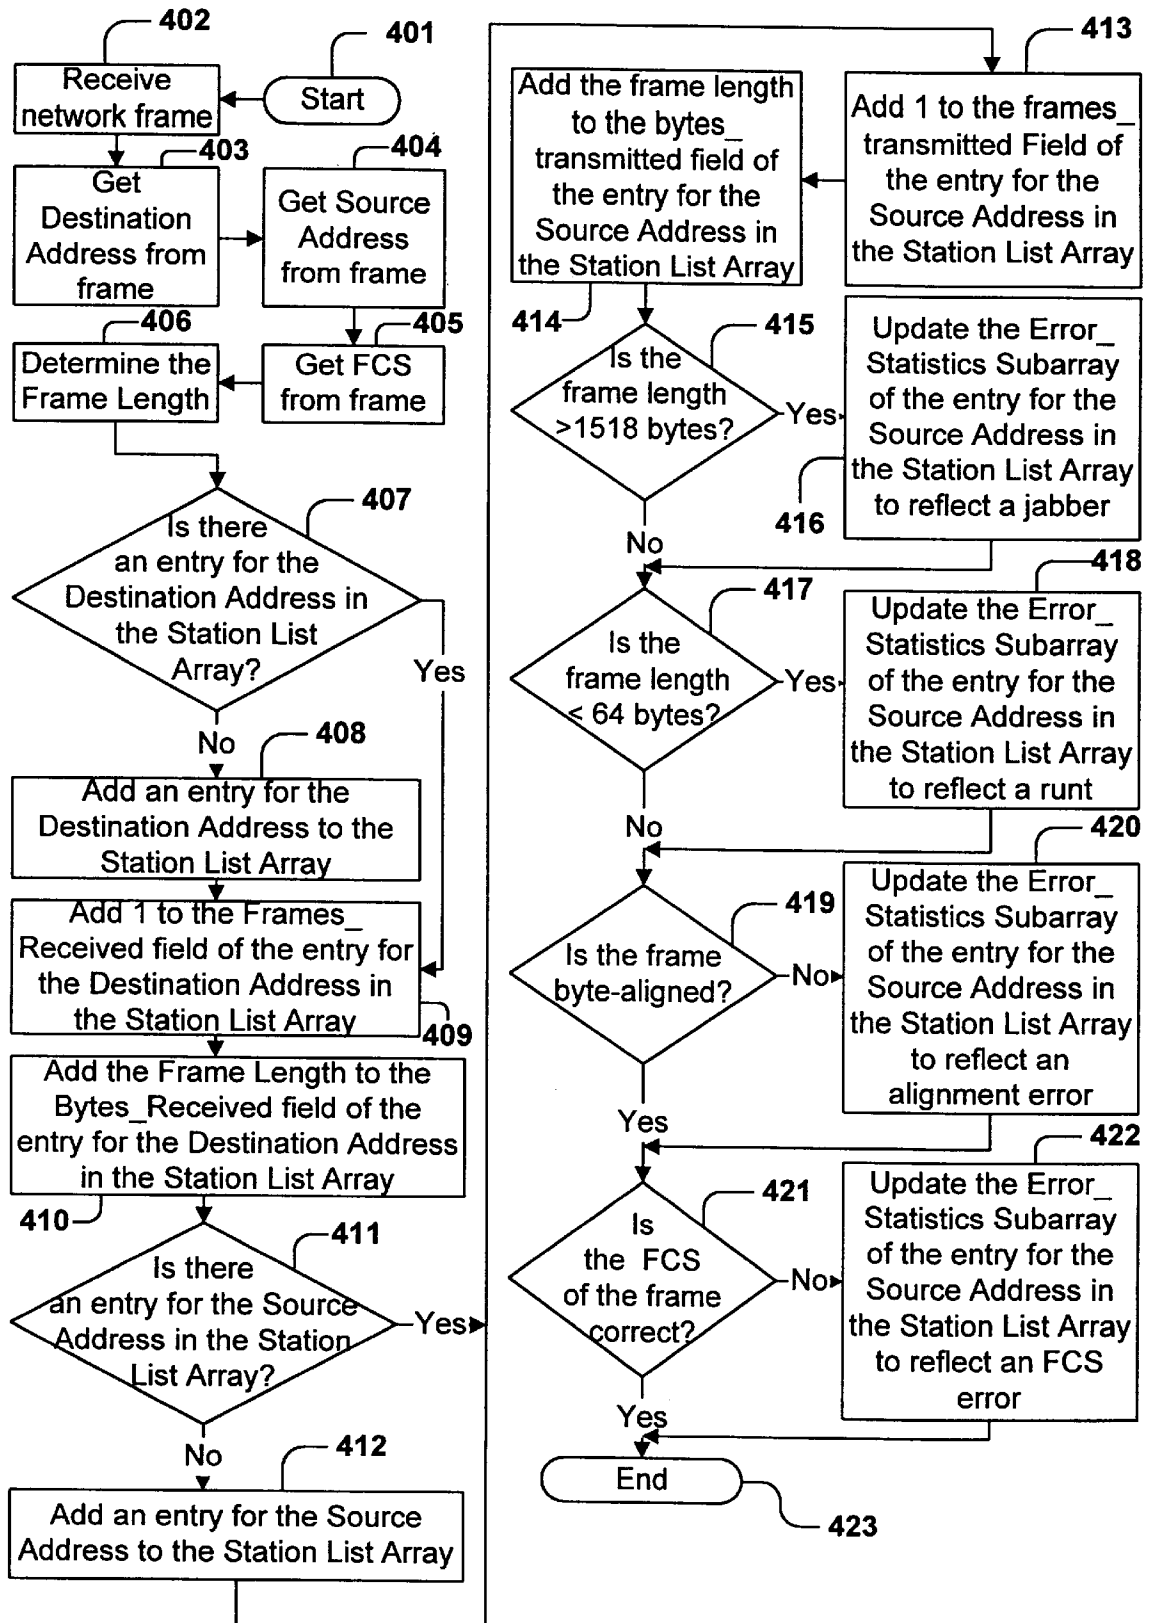 402
401
Receive
network frame
Start
403
Get
Destination
Address from
frame
404
Get Source
Address
from frame
406
Determine the
Frame Length
405
Get FCS
from frame
407
Is there
an entry for the
Destination Address in
the Station List
Array?
Yes
No
408
Add an entry for the
Destination Address to the
Station List Array
Add 1 to the Frames_
Received field of the entry for
the Destination Address in
the Station List Array
409
Add the Frame Length to the
Bytes_Received field of the
entry for the Destination Address
in the Station List Array
410
411
Is there
an entry for the Source
Address in the Station
List Array?
Yes
No
412
Add an entry for the Source
Address to the Station List Array
413
Add 1 to the frames_
transmitted Field of
the entry for the
Source Address in
the Station List Array
Add the frame length
to the bytes_
transmitted field of
the entry for the
Source Address in
the Station List Array
414
415
Is the
frame length
>1518 bytes?
Yes
Update the Error_
Statistics Subarray
of the entry for the
Source Address in
the Station List Array
to reflect a jabber
416
No
417
Is the
frame length
< 64 bytes?
Yes
418
Update the Error_
Statistics Subarray
of the entry for the
Source Address in
the Station List Array
to reflect a runt
No
419
Is the frame
byte-aligned?
No
420
Update the Error_
Statistics Subarray
of the entry for the
Source Address in
the Station List Array
to reflect an
alignment error
Yes
421
Is
the FCS
of the frame
correct?
No
422
Update the Error_
Statistics Subarray
of the entry for the
Source Address in
the Station List Array
to reflect an FCS
error
Yes
End
423